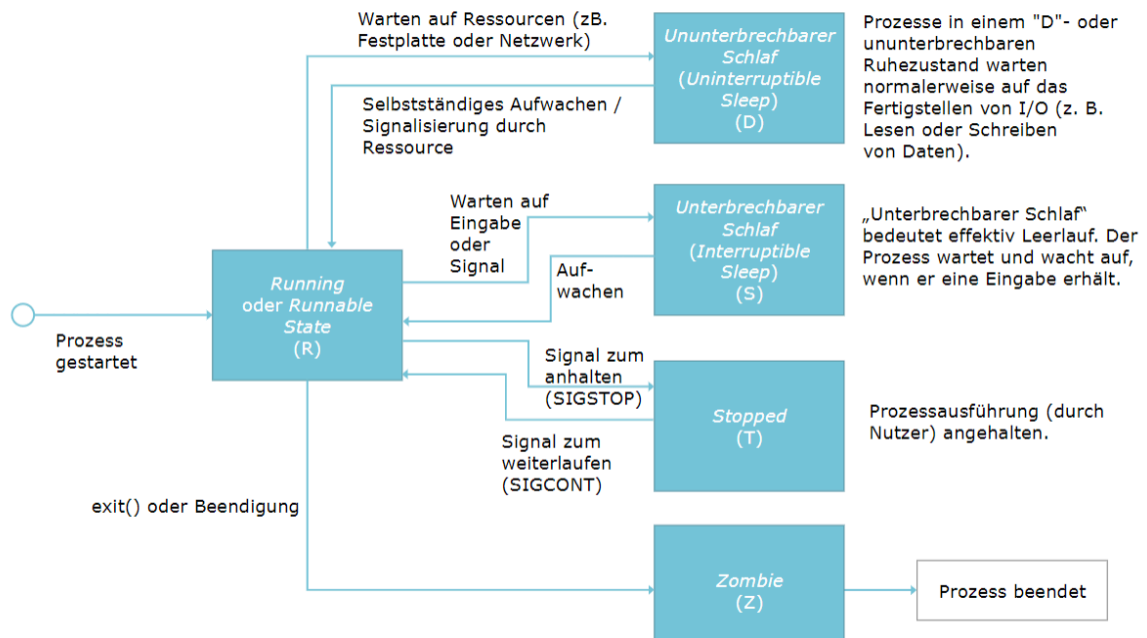 Warten auf Ressourcen (zB.
Festplatte oder Netzwerk)
Ununterbrechbarer
Schlaf
(Uninterruptible
Sleep)
(D)
Prozesse in einem "D"- oder
ununterbrechbaren
Ruhezustand warten
normalerweise auf das
Fertigstellen von I/O (z. B.
Lesen oder Schreiben
von Daten).
Selbstständiges Aufwachen /
Signalisierung durch
Ressource
Warten auf
Eingabe
oder
Signal
Unterbrechbarer
Schlaf
(Interruptible
Sleep)
(S)
„Unterbrechbarer Schlaf“
bedeutet effektiv Leerlauf. Der
Prozess wartet und wacht auf,
wenn er eine Eingabe erhält.
Auf-
wachen
Running
oder Runnable
State
(R)
Prozess
gestartet
Signal zum
anhalten
(SIGSTOP)
Stopped
(T)
Prozessausführung (durch
Nutzer) angehalten.
Signal zum
weiterlaufen
(SIGCONT)
exit() oder Beendigung
Zombie
(Z)
Prozess beendet